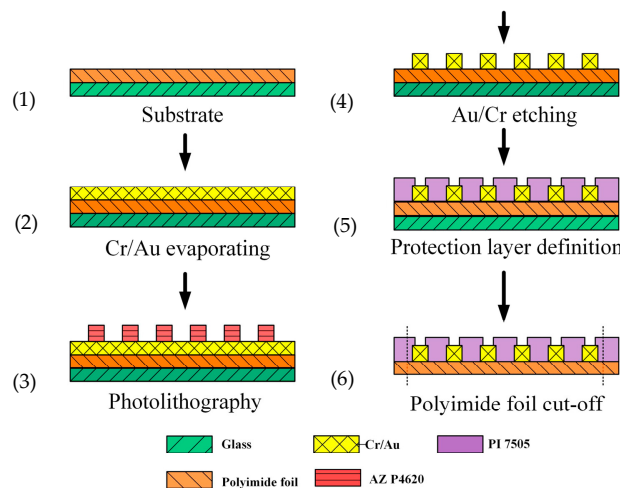 (1)
Substrate
(2)
Cr/Au evaporating
(3)
Photolithography
(4)
Au/Cr etching
(5)
Protection layer definition
(6)
Polyimide foil cut-off
Glass
Cr/Au
PI 7505
Polyimide foil
AZ P4620